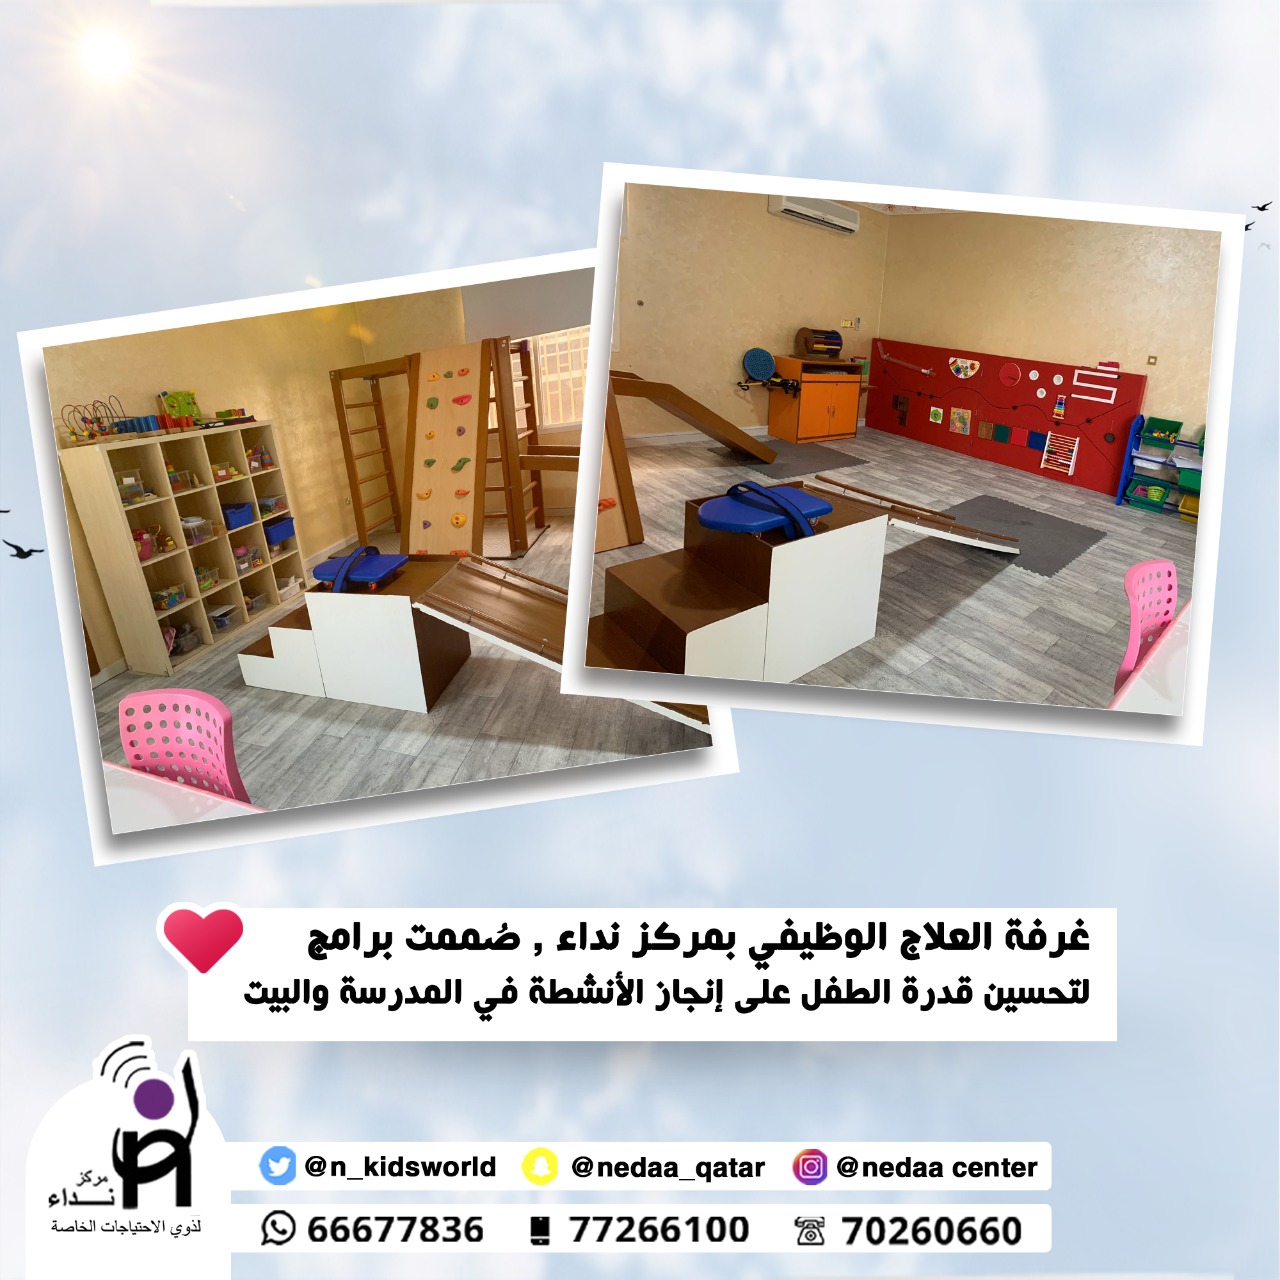 غرفة العلاج الوظيفي بمركز نداء , صُممت برامج
لتحسين قدرة الطفل على إنجاز الأنشطة في المدرسة والبيت
مركز
نداء
لذوي الاحتياجات الخاصة
@n_kidsworld @nedaa_qatar @nedaa center
66677836 77266100 70260660